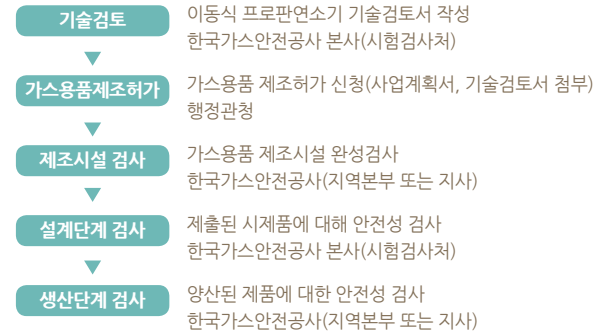 기술검토
이동식 프로판연소기 기술검토서 작성
한국가스안전공사 본사(시험검사처)
가스용품제조허가
가스용품 제조허가 신청(사업계획서, 기술검토서 첨부)
행정관청
제조시설 검사
가스용품 제조시설 완성검사
한국가스안전공사(지역본부 또는 지사)
설계단계 검사
제출된 시제품에 대해 안전성 검사
한국가스안전공사 본사(시험검사처)
생산단계 검사
양산된 제품에 대한 안전성 검사
한국가스안전공사(지역본부 또는 지사)